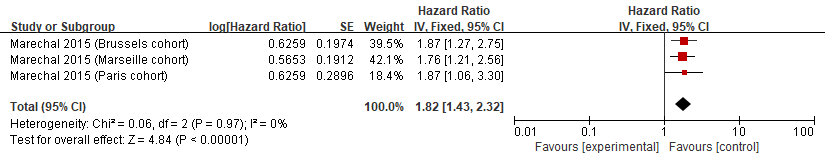 Hazard Ratio Hazard Ratio
Study or Subgroup log[Hazard Ratio] SE Weight IV, Fixed, 95% CI IV, Fixed, 95% CI
Marechal 2015 (Brussels cohort) 0.6259 0.1974 39.5% 1.87 [1.27, 2.75]
Marechal 2015 (Marseille cohort) 0.5653 0.1912 42.1% 1.76 [1.21, 2.56]
Marechal 2015 (Paris cohort) 0.6259 0.2896 18.4% 1.87 [1.06, 3.30]
Total (95% CI) 100.0% 1.82 [1.43, 2.32]
Heterogeneity: Chi² = 0.06, df = 2 (P = 0.97); I² = 0%
Test for overall effect: Z = 4.84 (P < 0.00001)
0.01 0.1 1 10 100
Favours [experimental] Favours [control]